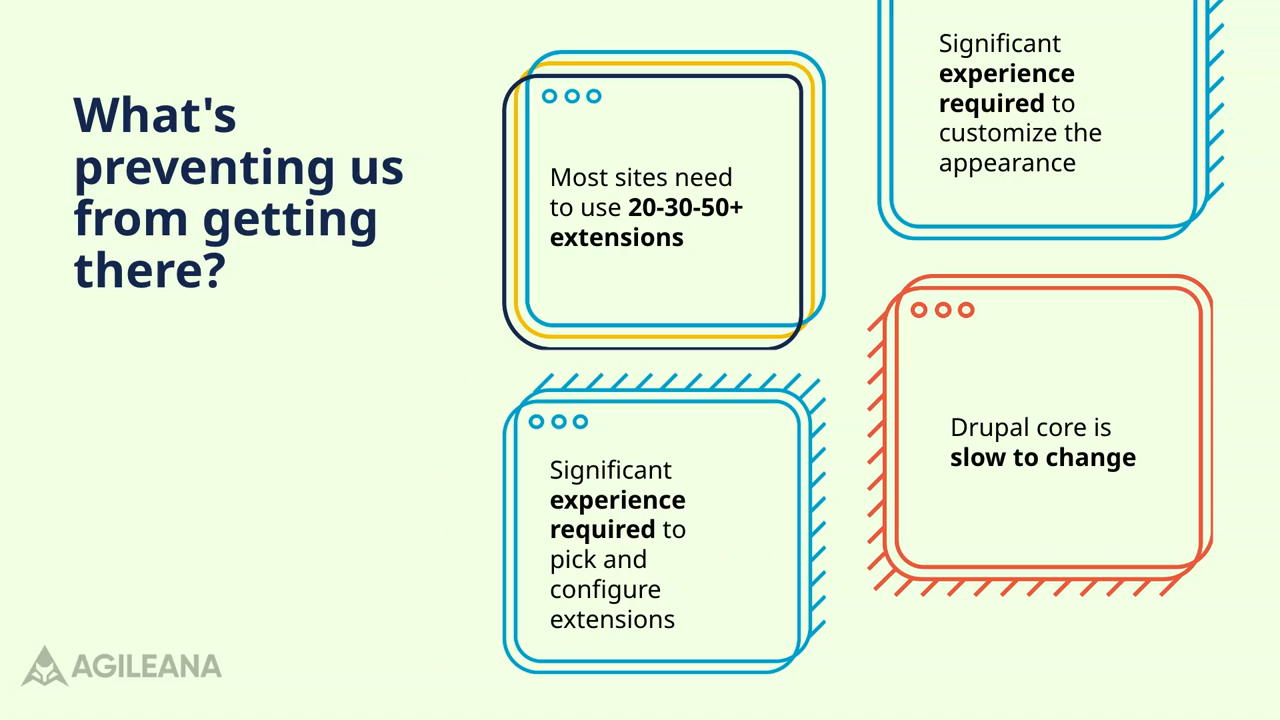 What's
preventing us
from getting
there?
Most sites need
to use 20-30-50+
extensions
Significant
experience
required to
pick and
configure
extensions
Significant
experience
required to
customize the
appearance
Drupal core is
slow to change
AGILEANA